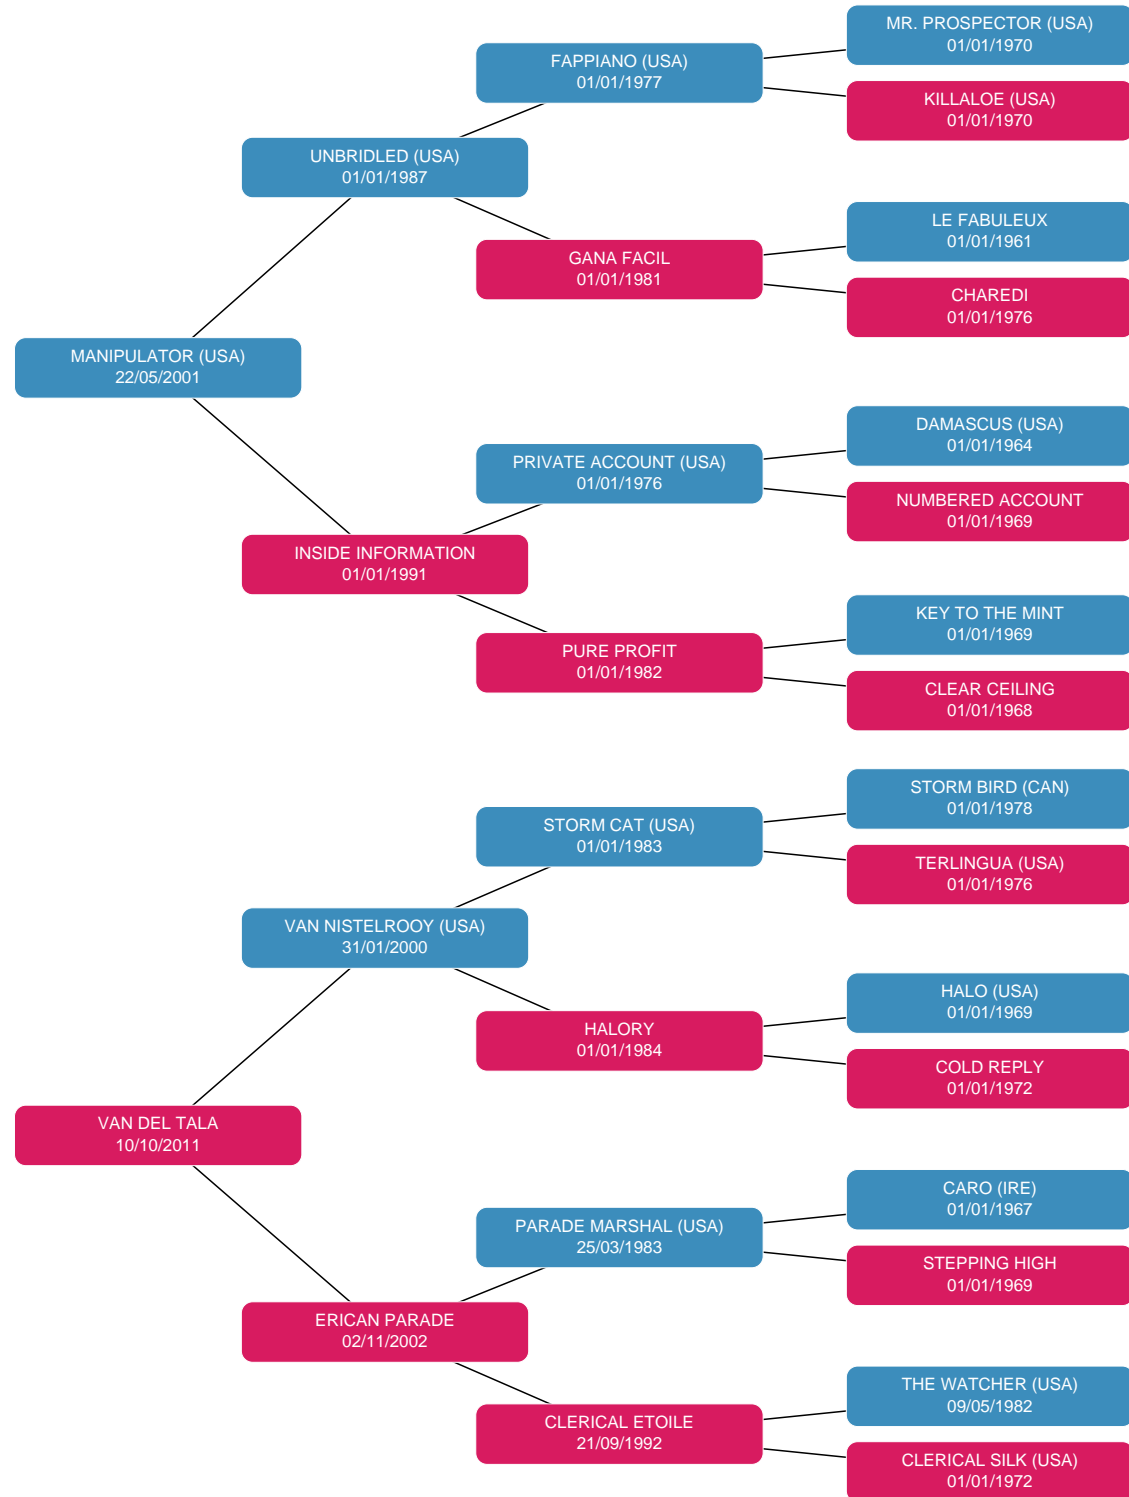 MR. PROSPECTOR (USA)
01/01/1970
FAPPIANO (USA)
01/01/1977
KILLALOE (USA)
01/01/1970
UNBRIDLED (USA)
01/01/1987
LE FABULEUX
01/01/1961
GANA FACIL
01/01/1981
CHAREDI
01/01/1976
MANIPULATOR (USA)
22/05/2001
DAMASCUS (USA)
01/01/1964
PRIVATE ACCOUNT (USA)
01/01/1976
NUMBERED ACCOUNT
01/01/1969
INSIDE INFORMATION
01/01/1991
KEY TO THE MINT
01/01/1969
PURE PROFIT
01/01/1982
CLEAR CEILING
01/01/1968
STORM BIRD (CAN)
01/01/1978
STORM CAT (USA)
01/01/1983
TERLINGUA (USA)
01/01/1976
VAN NISTELROOY (USA)
31/01/2000
HALO (USA)
01/01/1969
HALORY
01/01/1984
COLD REPLY
01/01/1972
VAN DEL TALA
10/10/2011
CARO (IRE)
01/01/1967
PARADE MARSHAL (USA)
25/03/1983
STEPPING HIGH
01/01/1969
ERICAN PARADE
02/11/2002
THE WATCHER (USA)
09/05/1982
CLERICAL ETOILE
21/09/1992
CLERICAL SILK (USA)
01/01/1972